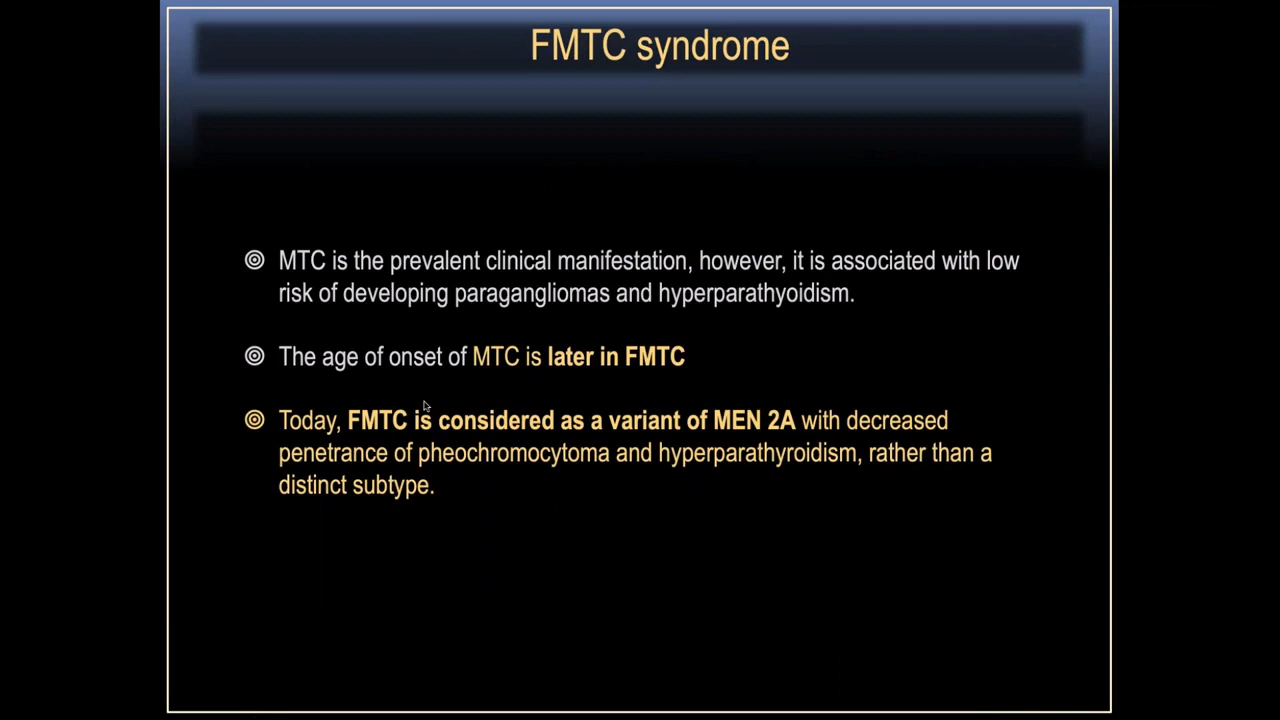 FMTC syndrome
MTC is the prevalent clinical manifestation, however, it is associated with low
risk of developing paragangliomas and hyperparathyoidism.
The age of onset of MTC is later in FMTC
Today, FMTC is considered as a variant of MEN 2A with decreased
penetrance of pheochromocytoma and hyperparathyroidism, rather than a
distinct subtype.